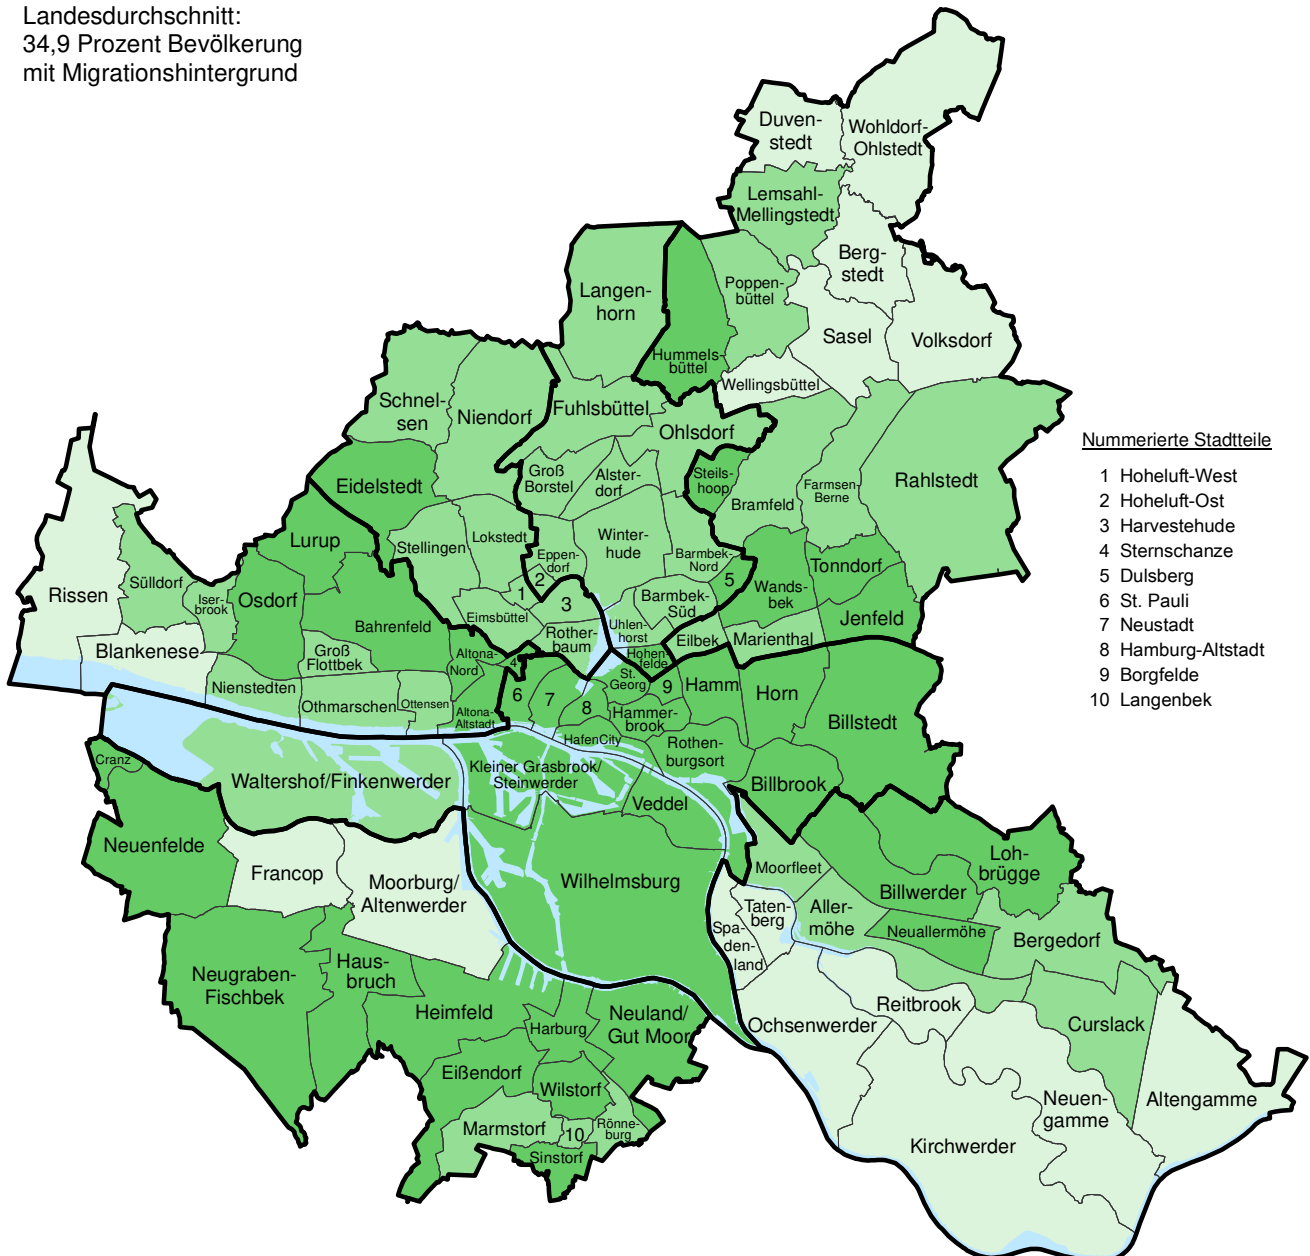 Landesdurchschnitt:
34,9 Prozent Bevölkerung
mit Migrationshintergrund
Duven-
stedt
Wohldorf-
Ohlstedt
Lemsahl-
Mellingstedt
Berg-
stedt
Poppen-
büttel
Langen-
horn
Sasel
Volksdorf
Hummels-
büttel
Wellingsbüttel
Schnel-
sen
Niendorf
Fuhlsbüttel
Ohlsdorf
Nummerierte Stadtteile
1 Hoheluft-West
2 Hoheluft-Ost
3 Harvestehude
4 Sternschanze
5 Dulsberg
6 St. Pauli
7 Neustadt
8 Hamburg-Altstadt
9 Borgfelde
10 Langenbek
Groß
Borstel
Alster-
dorf
Steils-
hoop
Bramfeld
Farmsen-
Berne
Rahlstedt
Eidelstedt
Lurup
Stellingen
Lokstedt
Eppen-
dorf
Winter-
hude
Barmbek-
Nord
5
Wands-
bek
Tonndorf
Rissen
Sülldorf
Iser-
brook
Osdorf
Bahrenfeld
Eimsbüttel
1
2
3
Barmbek-
Süd
Jenfeld
Blankenese
Groß
Flottbek
Altona-
Nord
4
Rother-
baum
Uhlen-
horst
Hohen-
felde
Eilbek
Marienthal
Nienstedten
Othmarschen
Ottensen
Altona-
Altstadt
6
7
8
St.
Georg
9
Hamm
Horn
Billstedt
Hammer-
brook
HafenCity
Rothen-
burgsort
Cranz
Waltershof/Finkenwerder
Kleiner Grasbrook/
Steinwerder
Veddel
Billbrook
Neuenfelde
Francop
Moorburg/
Altenwerder
Wilhelmsburg
Moorfleet
Loh-
brügge
Billwerder
Taten-
berg
Aller-
möhe
Neuallermöhe
Bergedorf
Spa-
den-
land
Neugraben-
Fischbek
Haus-
bruch
Heimfeld
Harburg
Neuland/
Gut Moor
Ochsenwerder
Reitbrook
Curslack
Eißendorf
Wilstorf
Neuen-
gamme
Altengamme
Marmstorf
10
Rönne-
burg
Sinstorf
Kirchwerder